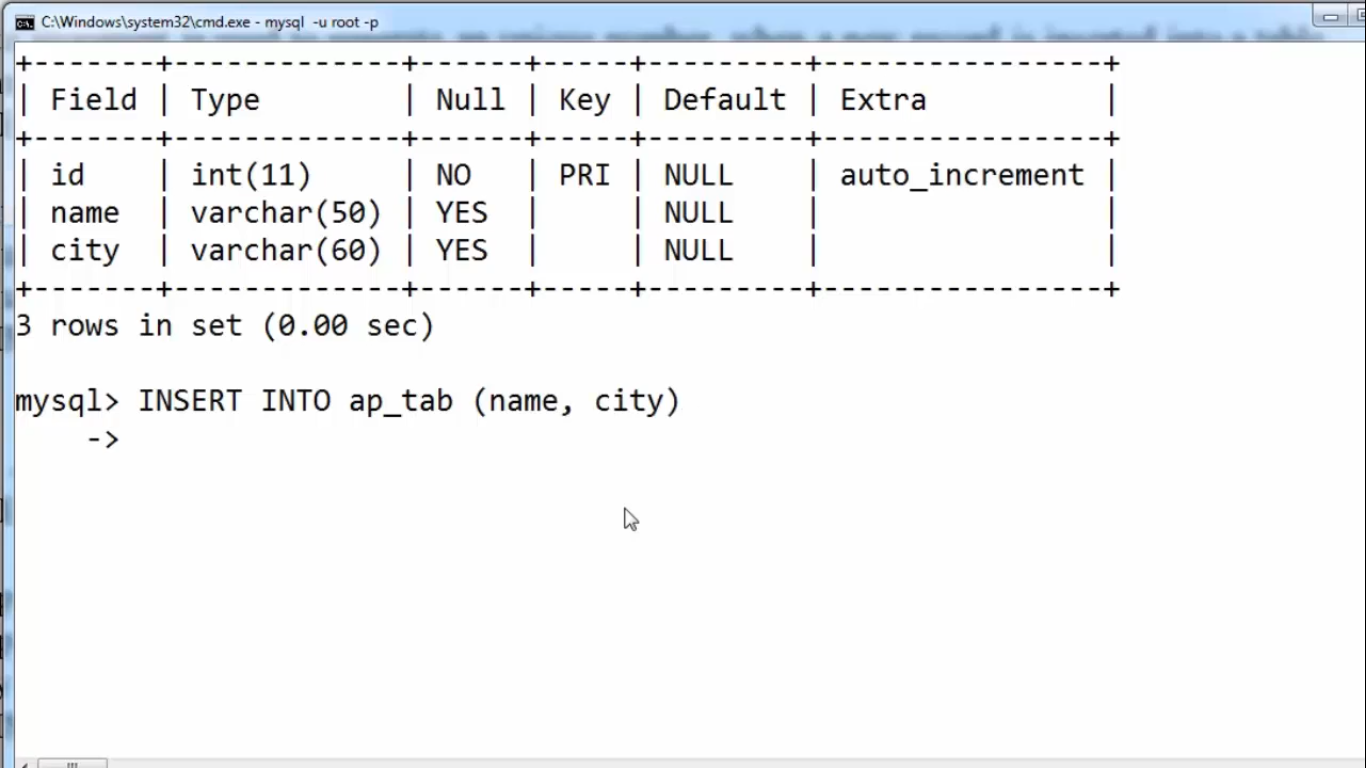 C:\Windows\system32\cmd.exe - mysql  -u root -p
+-------+-------------+------+-----+---------+----------------+
| Field | Type        | Null | Key | Default | Extra          |
+-------+-------------+------+-----+---------+----------------+
| id    | int(11)     | NO   | PRI | NULL    | auto_increment |
| name  | varchar(50) | YES  |     | NULL    |                |
| city  | varchar(60) | YES  |     | NULL    |                |
+-------+-------------+------+-----+---------+----------------+
3 rows in set (0.00 sec)
mysql> INSERT INTO ap_tab (name, city)
    ->